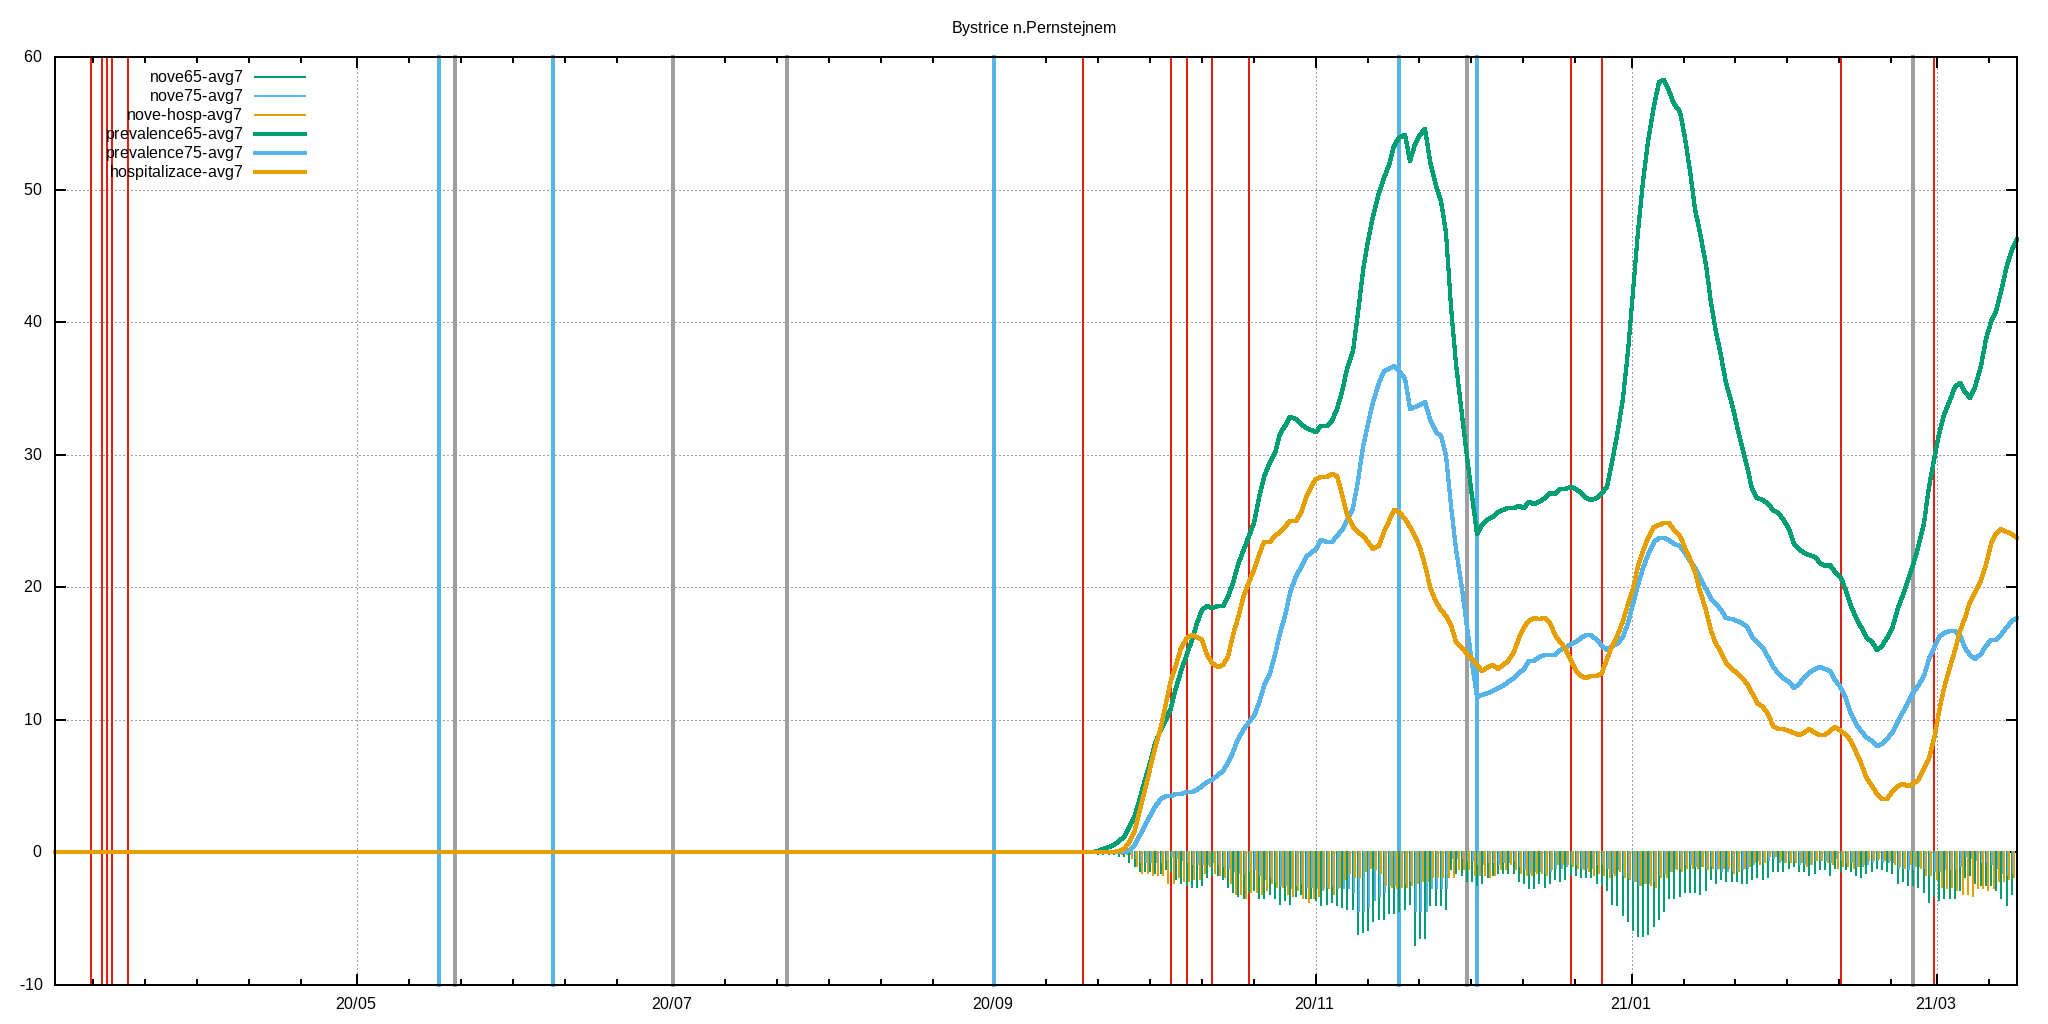 Bystrice n.Pernstejnem
60
50
40
30
20
10
0
-10
nove65-avg7
nove75-avg7
nove-hosp-avg7
prevalence65-avg7
prevalence75-avg7
hospitalizace-avg7
20/05
20/07
20/09
20/11
21/01
21/03